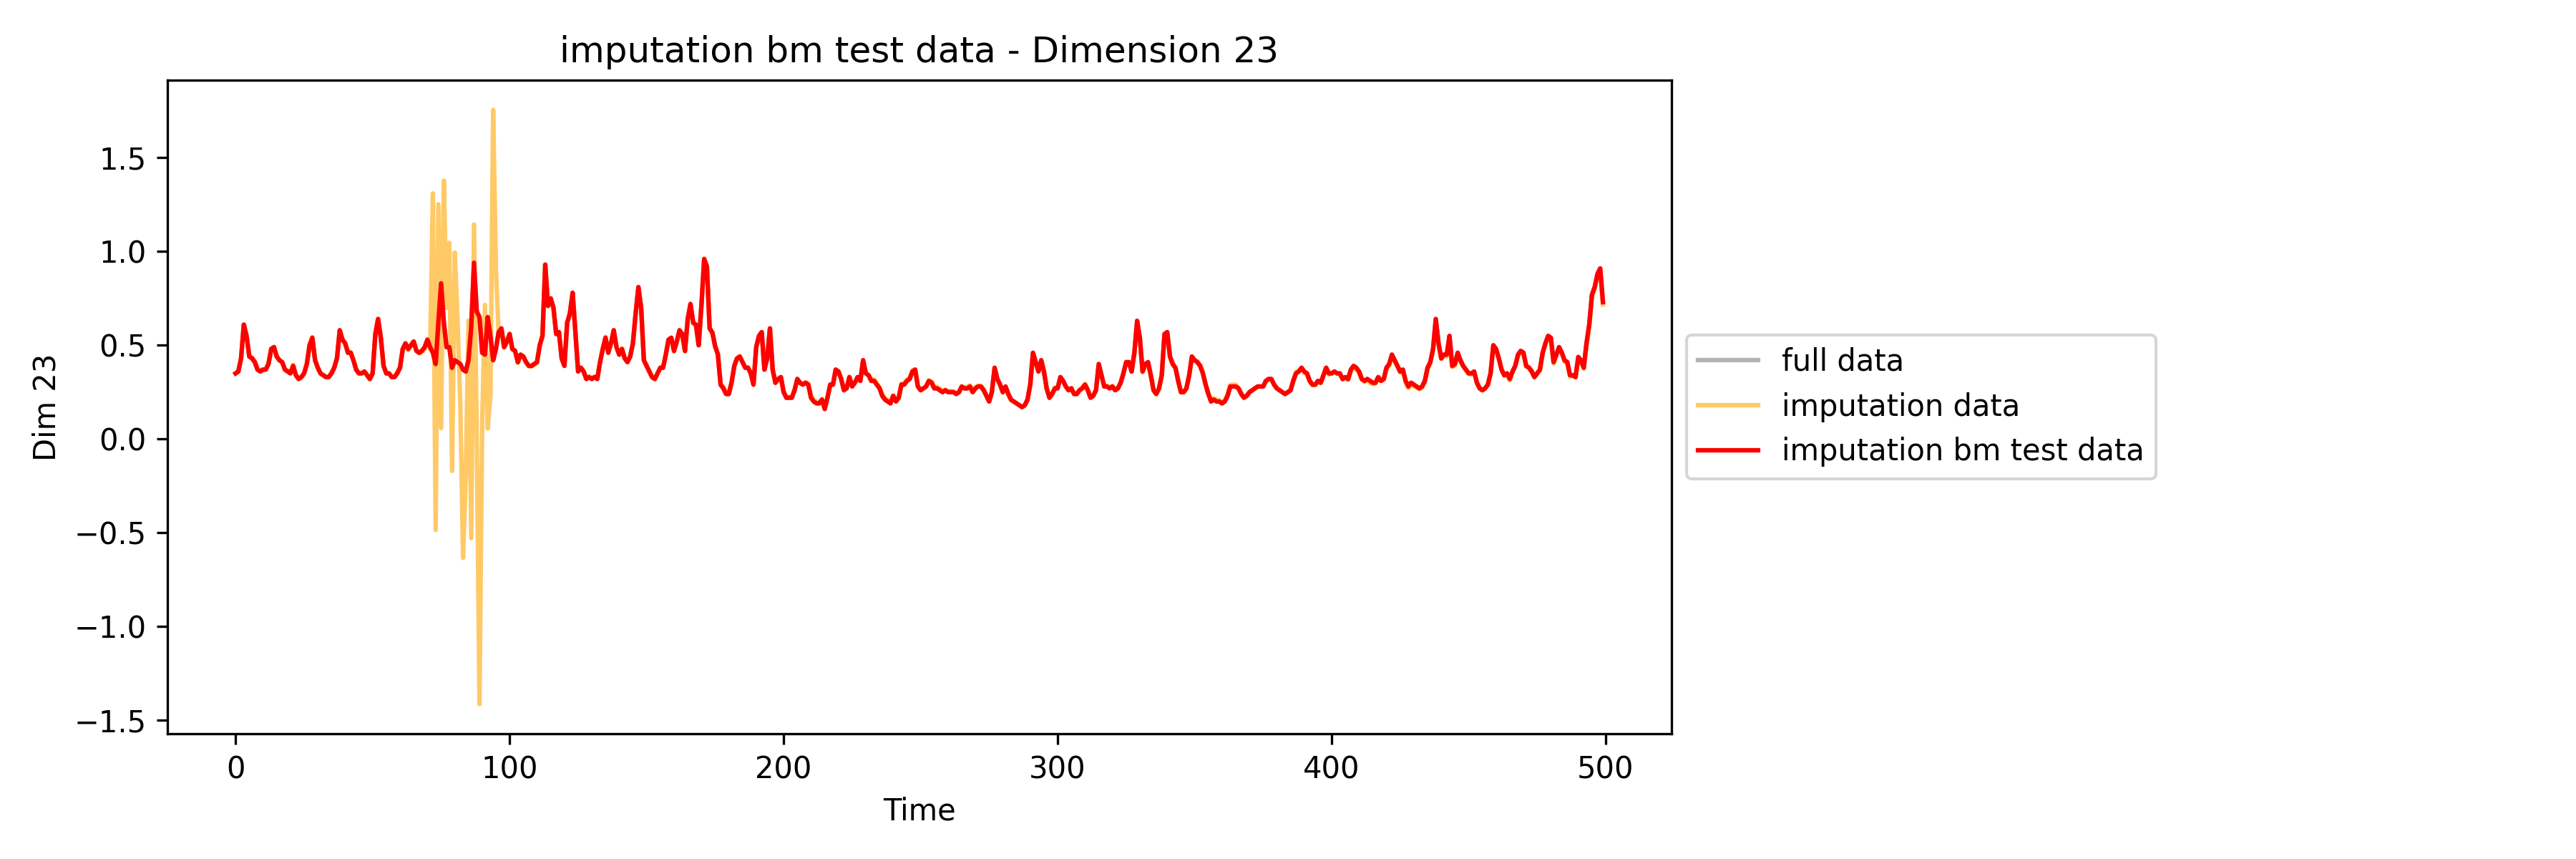 imputation bm test data - Dimension 23
Dim 23
1.5
1.0
0.5
0.0
−0.5
−1.0
−1.5
0 100 200 300 400 500
Time
full data
imputation data
imputation bm test data